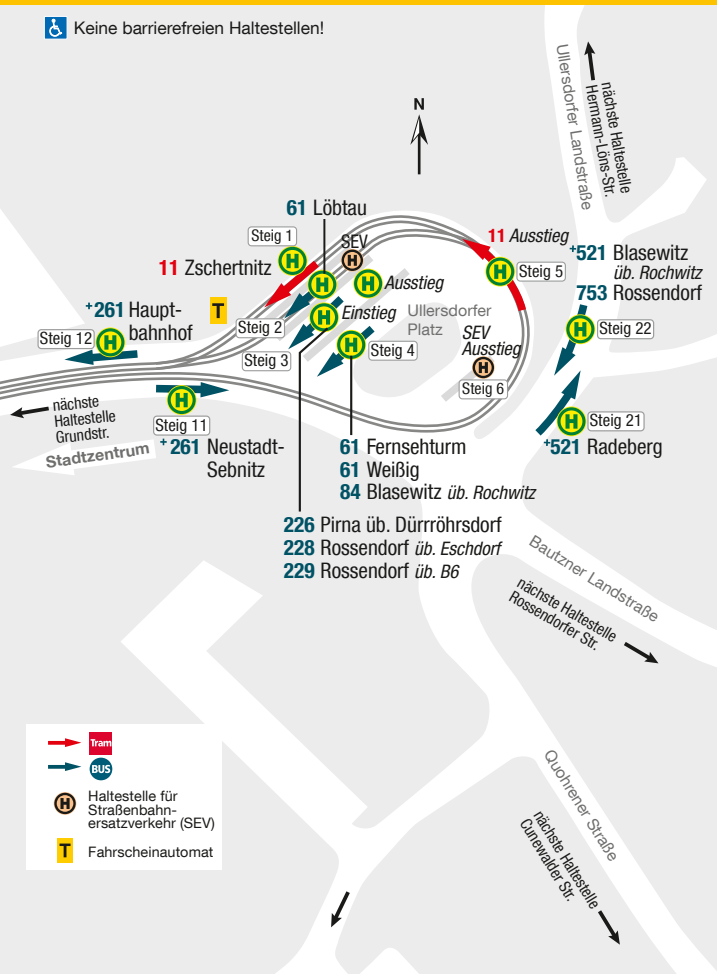 Keine barrierefreien Haltestellen!
Ullersdorfer Landstraße
nächste Haltestelle
Hermann-Löns-Str.
N
61 Löbtau
Steig 1
SEV
H
H
11 Zschertnitz
H
H
Ausstieg
11 Ausstieg
H
Steig 5
+521 Blasewitz
üb. Rochwitz
753 Rossendorf
+261 Haupt-
bahnhof
T
Steig 2
H
Einstieg
Ullersdorfer
Platz
H
Steig 22
Steig 12
H
Steig 3
H
Steig 4
SEV
Ausstieg
H
Steig 6
nächste
Haltestelle
Grundstr.
H
Steig 11
H
Steig 21
+521 Radeberg
Stadtzentrum
+261 Neustadt-
Sebnitz
61 Fernsehturm
61 Weißig
84 Blasewitz üb. Rochwitz
226 Pirna üb. Dürrröhrsdorf
228 Rossendorf üb. Eschdorf
229 Rossendorf üb. B6
Bautzner Landstraße
nächste Haltestelle
Rossendorfer Str.
Quohrener Straße
nächste Haltestelle
Cunewalder Str.
Tram
BUS
H
Haltestelle für
Straßenbahn-
ersatzverkehr (SEV)
T
Fahrscheinautomat